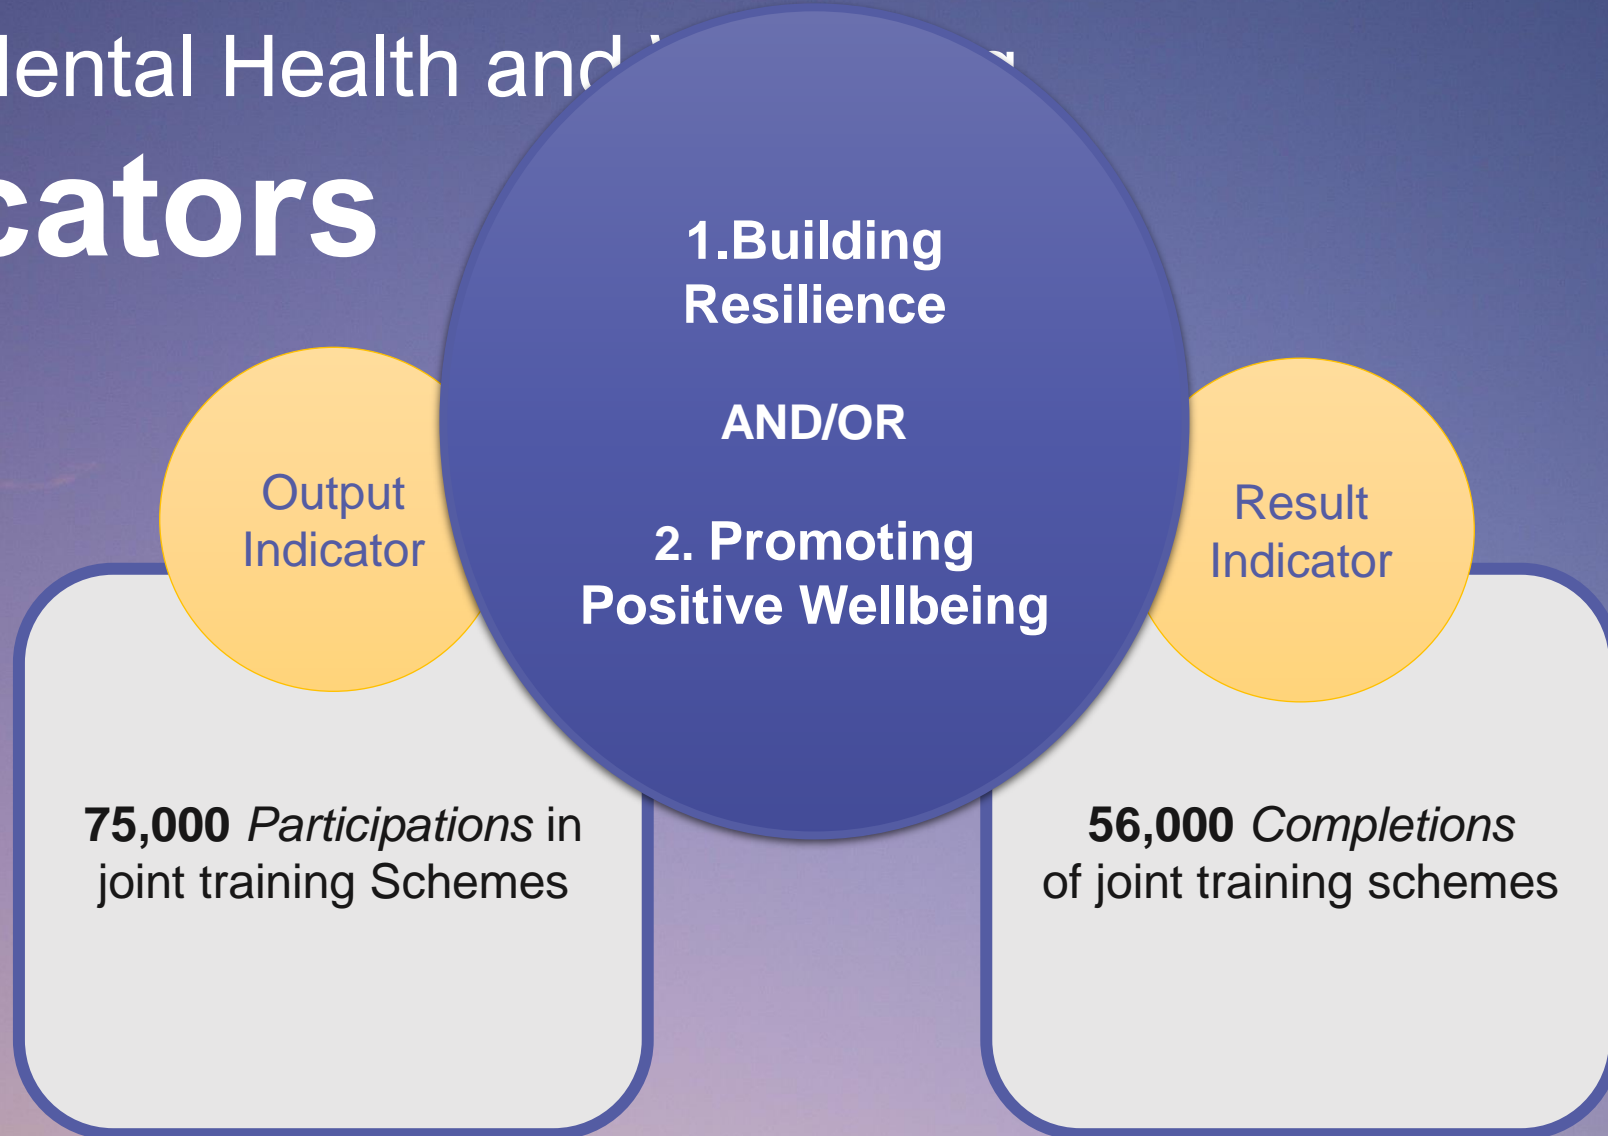 Mental Health and
cators
1.Building
Resilience
AND/OR
2. Promoting
Positive Wellbeing
Output
Indicator
Result
Indicator
75,000 Participations in
joint training Schemes
56,000 Completions
of joint training schemes